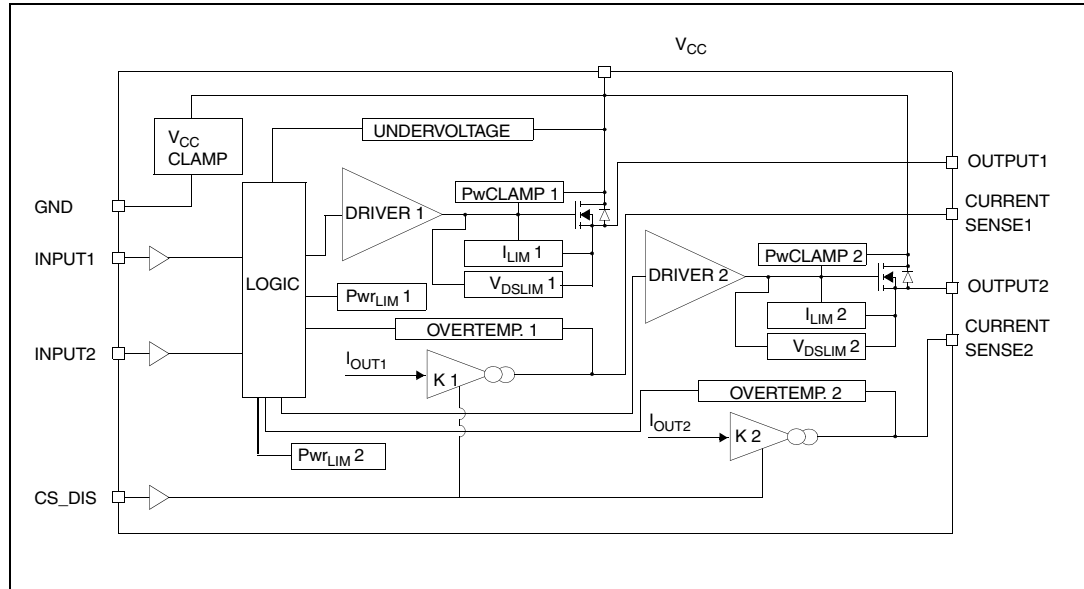 VCC
VCC
CLAMP
UNDERVOLTAGE
OUTPUT1
GND
PwCLAMP 1
CURRENT
SENSE1
DRIVER 1
INPUT1
ILIM 1
PwCLAMP 2
LOGIC
DRIVER 2
VDSLIM 1
OUTPUT2
PwrLIM 1
ILIM 2
CURRENT
SENSE2
OVERTEMP. 1
INPUT2
VDSLIM 2
IOUT1
K 1
OVERTEMP. 2
IOUT2
K 2
PwrLIM 2
CS_DIS